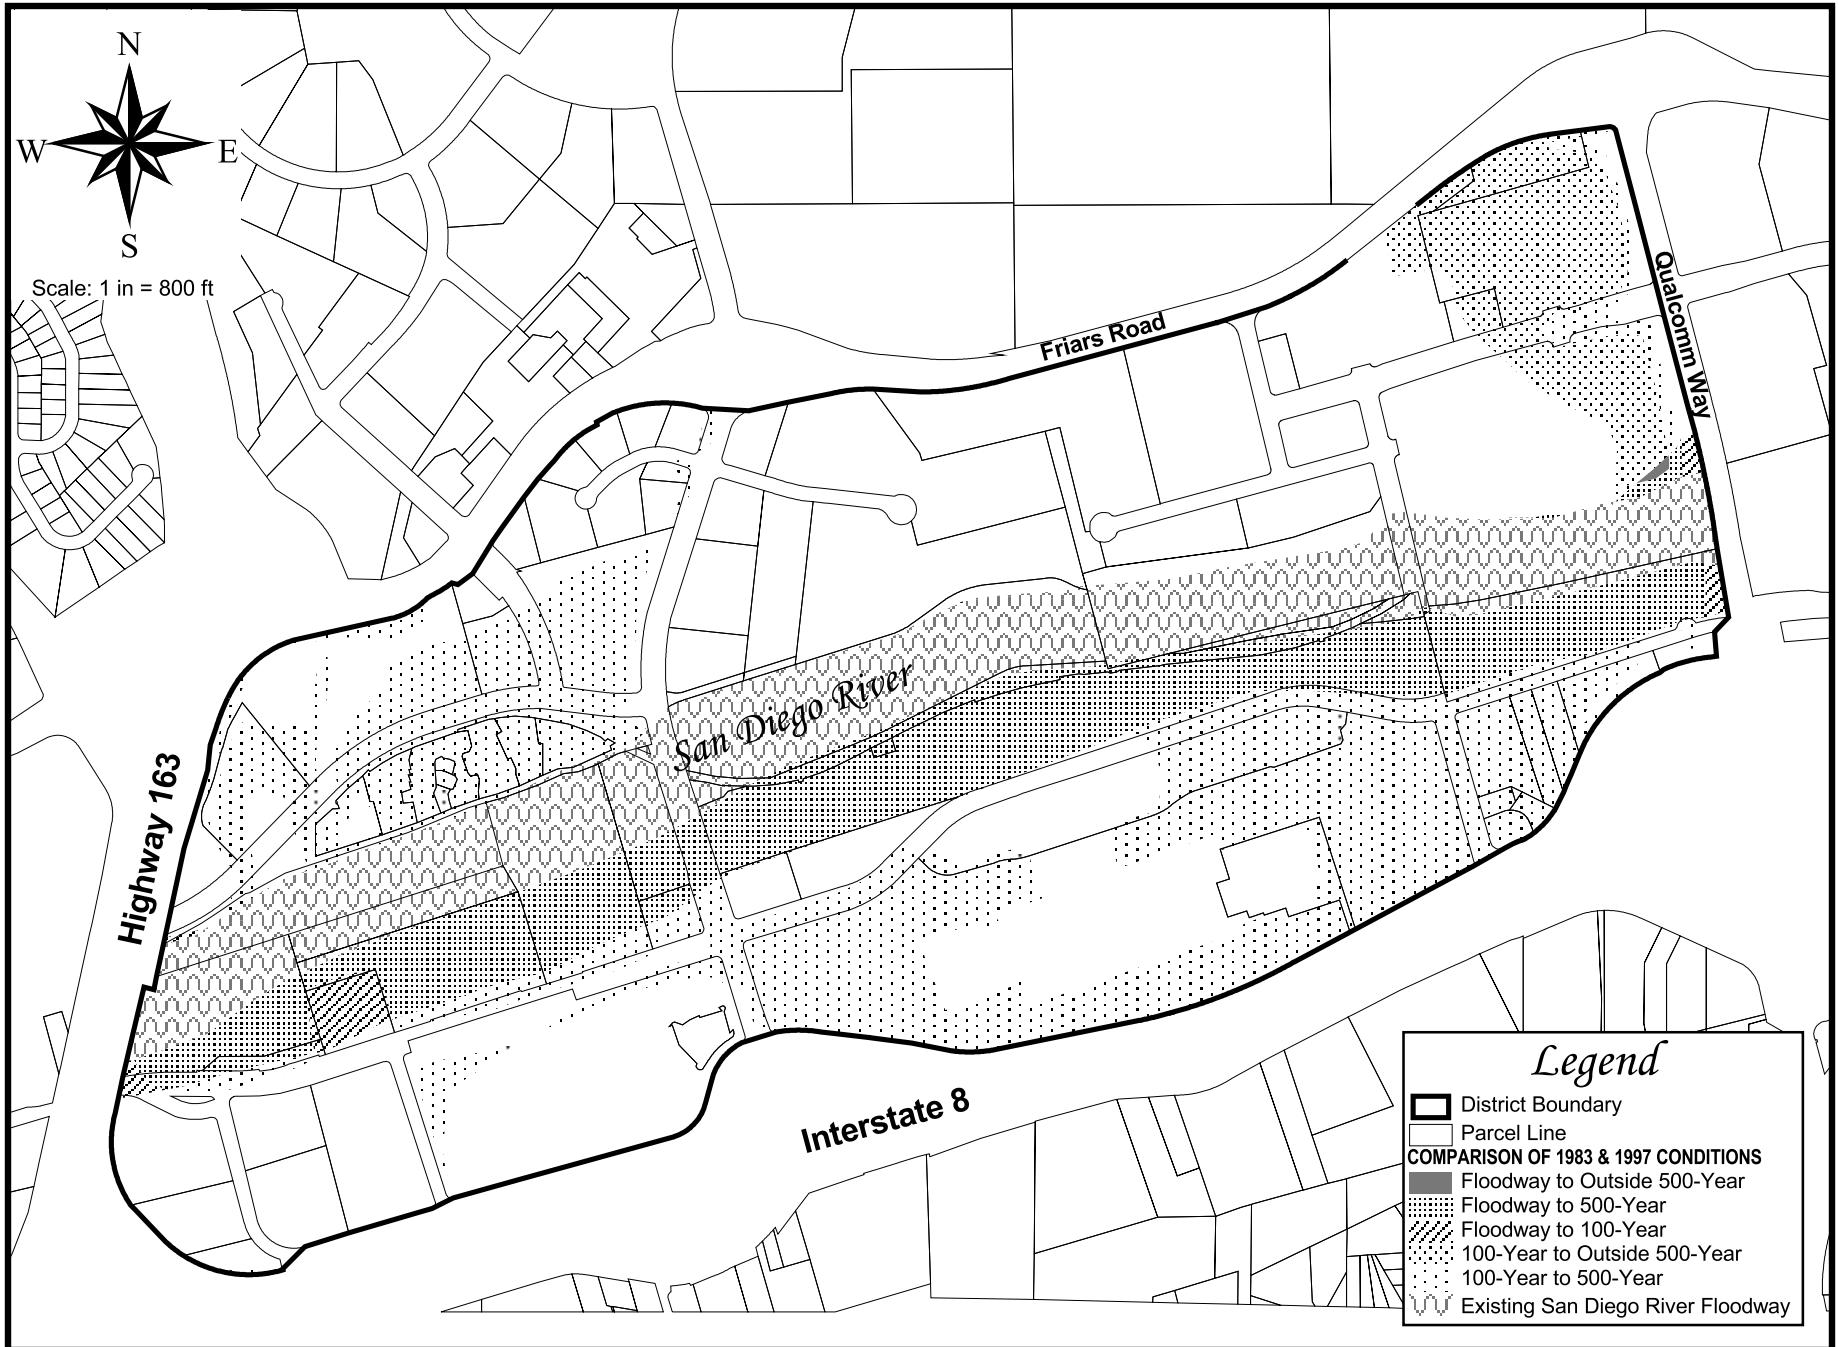 N
W E
S
Scale: 1 in = 800 ft
Qualcomm Way
Friars Road
San Diego River
Highway 163
Interstate 8
Legend
District Boundary
Parcel Line
COMPARISON OF 1983 & 1997 CONDITIONS
Floodway to Outside 500-Year
Floodway to 500-Year
Floodway to 100-Year
100-Year to Outside 500-Year
100-Year to 500-Year
Existing San Diego River Floodway